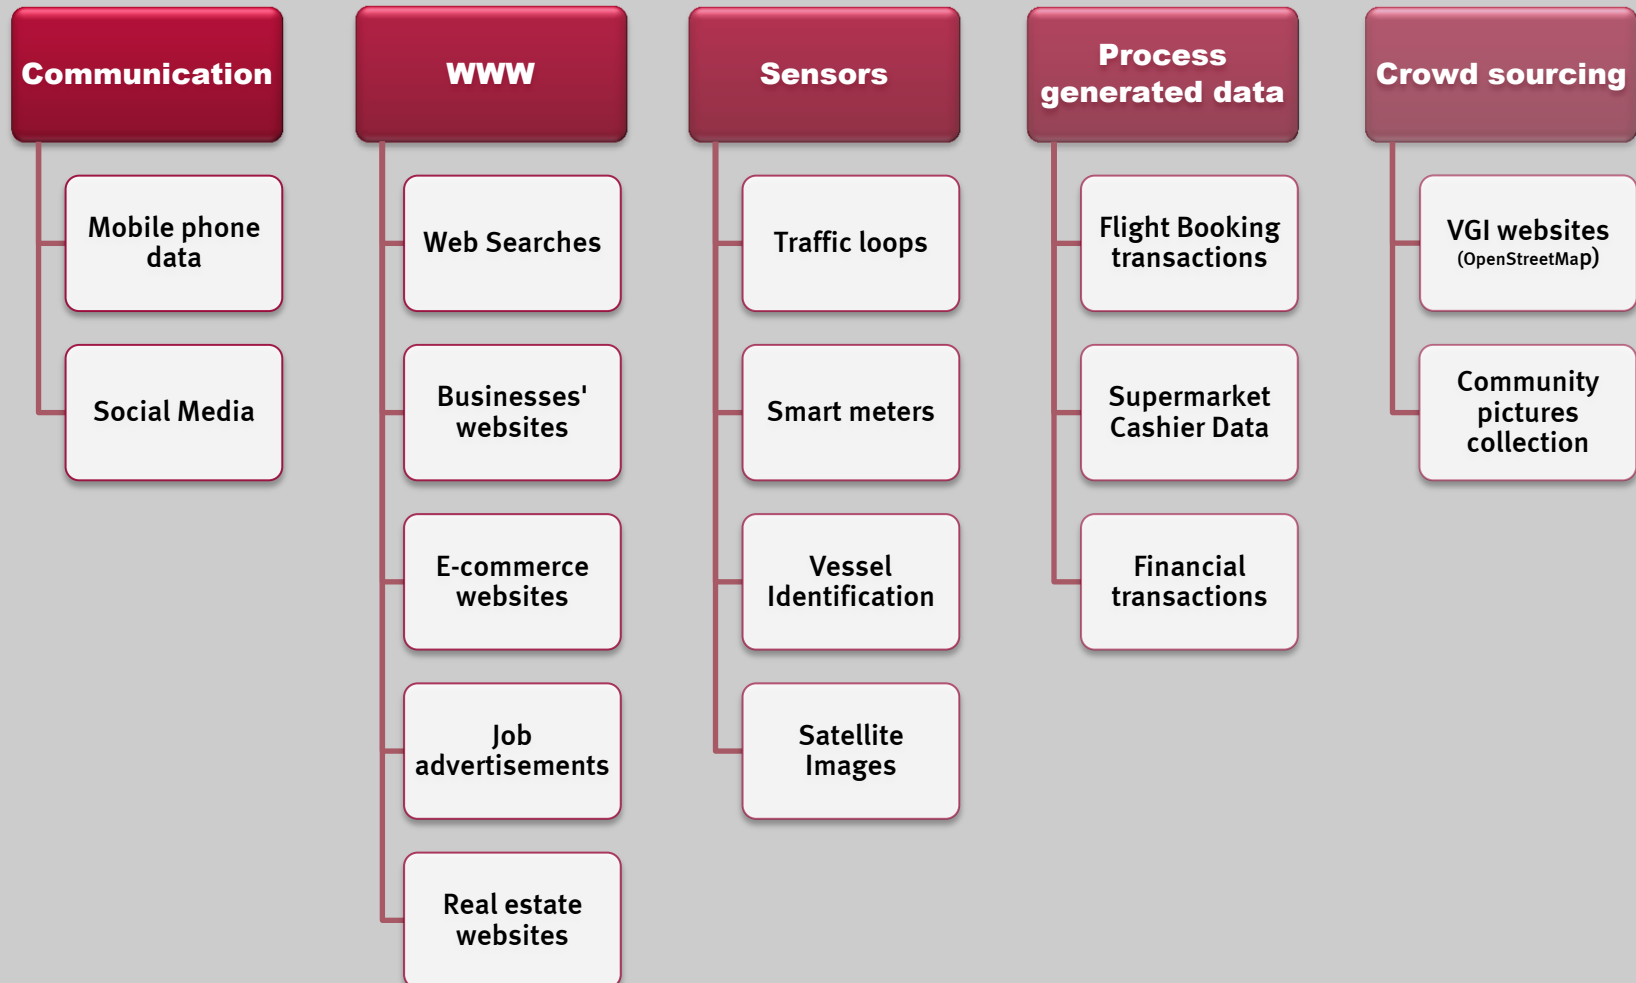 Communication
Mobile phone
data
Social Media
WWW
Web Searches
Businesses'
websites
E-commerce
websites
Job
advertisements
Real estate
websites
Sensors
Traffic loops
Smart meters
Vessel
Identification
Satellite
Images
Process
generated data
Flight Booking
transactions
Supermarket
Cashier Data
Financial
transactions
Crowd sourcing
VGI websites
(OpenStreetMap)
Community
pictures
collection